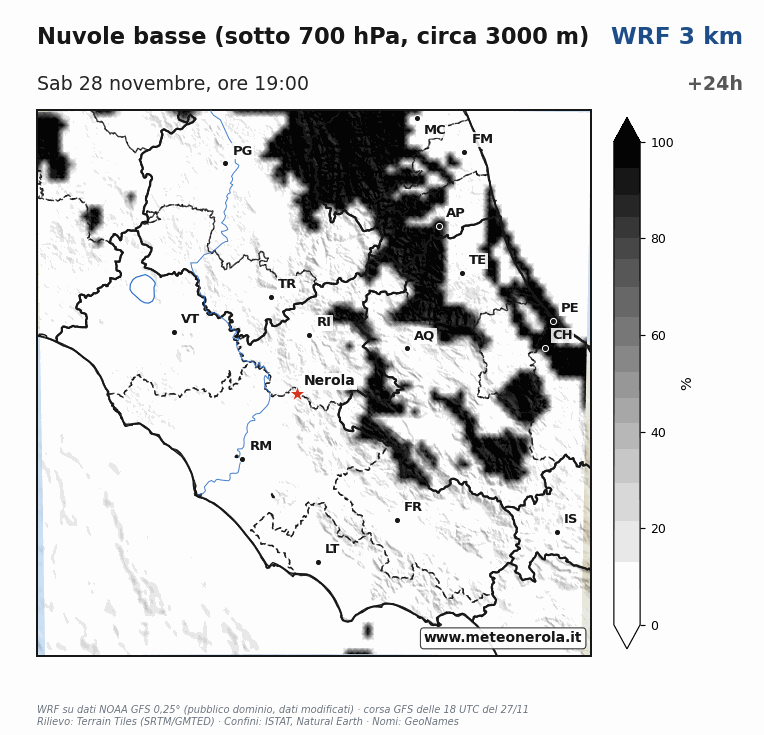 Nuvole basse (sotto 700 hPa, circa 3000 m) WRF 3 km
Sab 28 novembre, ore 19:00 +24h
MC
FM
PG
AP
TE
TR
PE
VT
RI
AQ
CH
Nerola
RM
FR
IS
LT
www.meteonerola.it
100
80
60
40
20
0
%
WRF su dati NOAA GFS 0,25° (pubblico dominio, dati modificati) · corsa GFS delle 18 UTC del 27/11
Rilievo: Terrain Tiles (SRTM/GMTED) · Confini: ISTAT, Natural Earth · Nomi: GeoNames